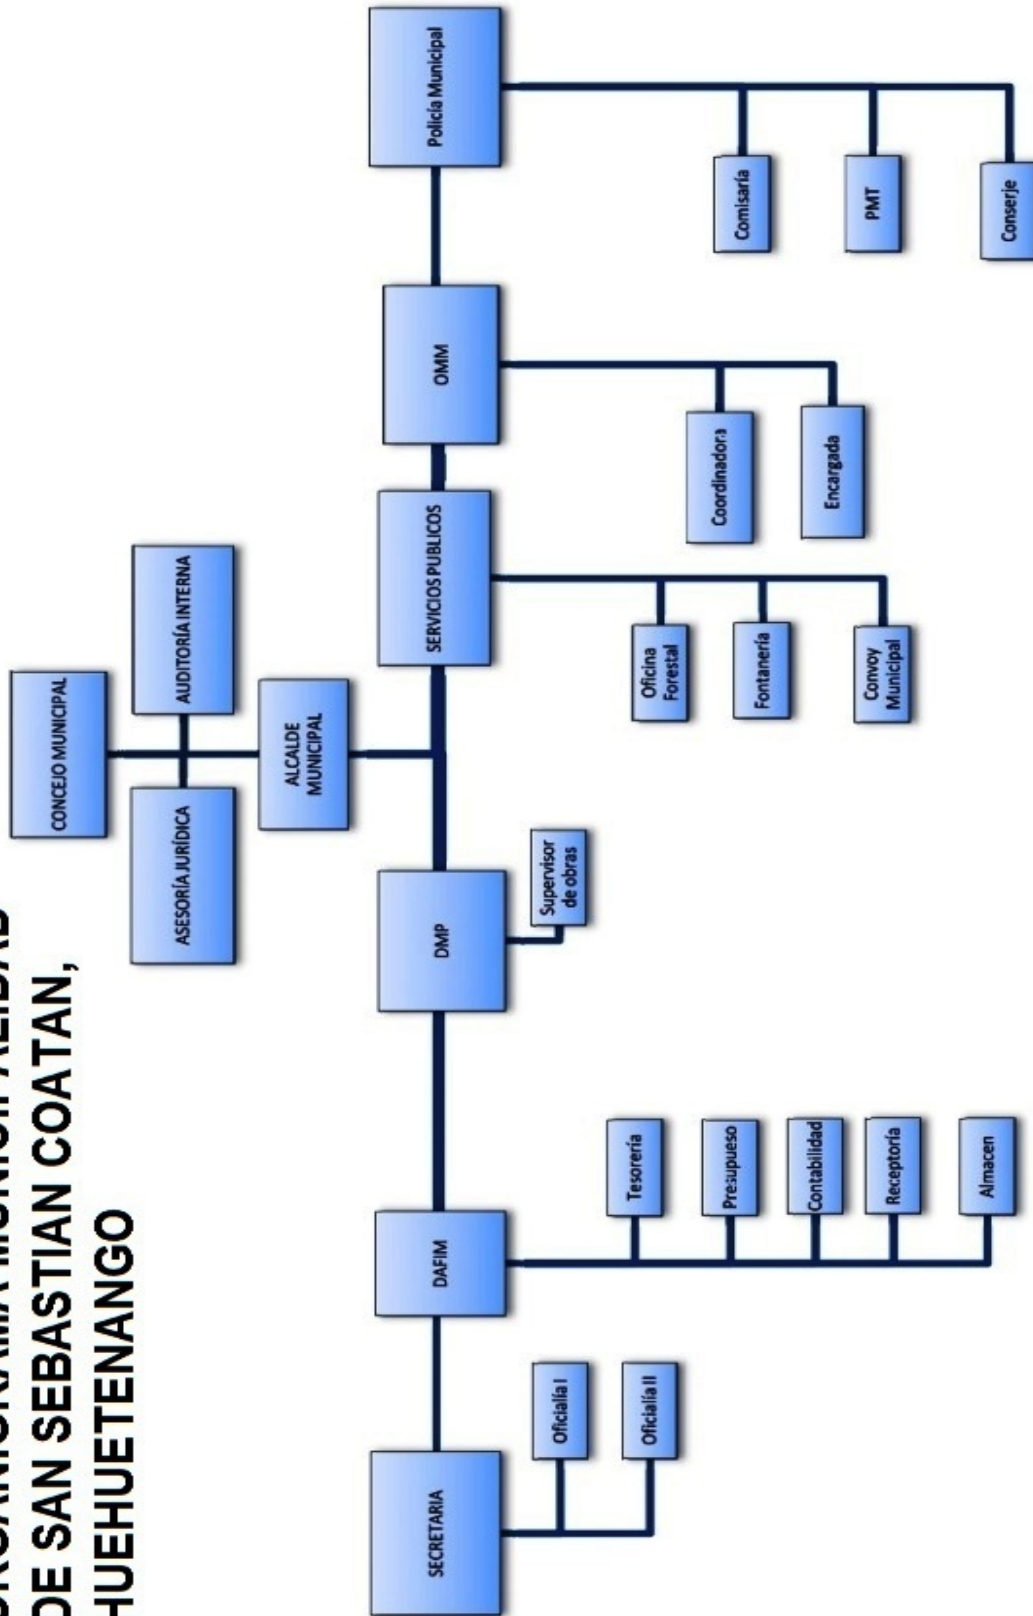 ORGANIGRAMA MUNICIPALIDAD
DE SAN SEBASTIAN COATAN,
HUEHUETENANGO
CONCEJO MUNICIPAL
ASESORÍA JURÍDICA
AUDITORÍA INTERNA
ALCALDE
MUNICIPAL
SECRETARIA
DAFIM
DMP
SERVICIOS PUBLICOS
OMM
Policía Municipal
Oficialía I
Oficialía II
Tesorería
Presupueso
Contabilidad
Receptoría
Almacen
Supervisor
de obras
Oficina
Forestal
Fontanería
Convoy
Municipal
Coordinadora
Encargada
Comisaría
PMT
Conserje